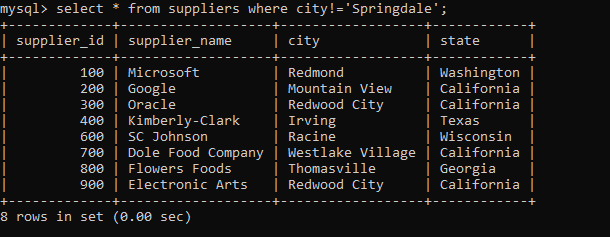 mysql> select * from suppliers where city!='Springdale';
+-------------+-------------------+------------------+------------+
| supplier_id | supplier_name     | city             | state      |
+-------------+-------------------+------------------+------------+
|         100 | Microsoft         | Redmond          | Washington |
|         200 | Google            | Mountain View    | California |
|         300 | Oracle            | Redwood City     | California |
|         400 | Kimberly-Clark    | Irving           | Texas      |
|         600 | SC Johnson        | Racine           | Wisconsin  |
|         700 | Dole Food Company | Westlake Village | California |
|         800 | Flowers Foods     | Thomasville      | Georgia    |
|         900 | Electronic Arts   | Redwood City     | California |
+-------------+-------------------+------------------+------------+
8 rows in set (0.00 sec)